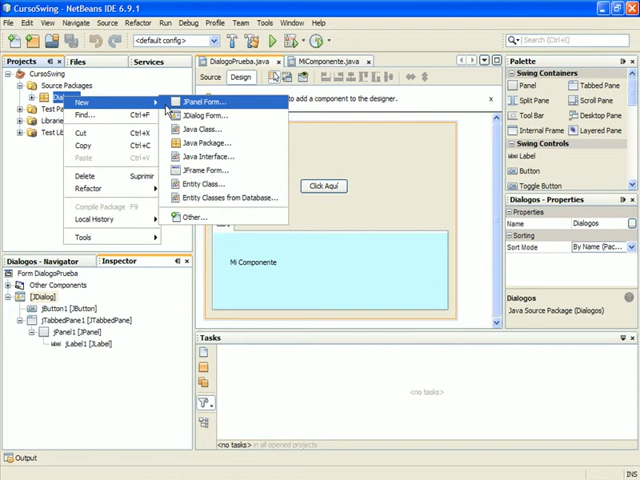 CursoSwing - NetBeans IDE 6.9.1
File Edit View Navigate Source Refactor Run Debug Profile Team Tools Window Help
<default config>
Search (Ctrl+I)
Projects Files Services
CursoSwing
Source Packages
Test Pa
Librarie
Test Lib
New
Find... Ctrl+F
Cut Ctrl+X
Copy Ctrl+C
Paste Ctrl+V
Delete Suprimir
Refactor
Compile Package F9
Local History
Tools
JPanel Form...
JDialog Form...
Java Class...
Java Package...
Java Interface...
JFrame Form...
Entity Class...
Entity Classes from Database...
Other...
DialogoPrueba.java MiComponente.java
Source Design
to add a component to the designer.
Click Aquí
Mi Componente
Palette
Swing Containers
Panel Tabbed Pane
Split Pane Scroll Pane
Tool Bar Desktop Pane
Internal Frame Layered Pane
Swing Controls
Label
Button
Toggle Button
Dialogos - Properties
Properties
Name Dialogos
Sorting
Sort Mode By Name (Pac...
Dialogos
Java Source Package (Dialogos)
Dialogos - Navigator Inspector
Form DialogoPrueba
Other Components
[JDialog]
jButton1 [JButton]
jTabbedPane1 [JTabbedPane]
jPanel1 [JPanel]
jLabel1 [JLabel]
Tasks
<no tasks>
<no tasks> in all opened projects
Output
INS